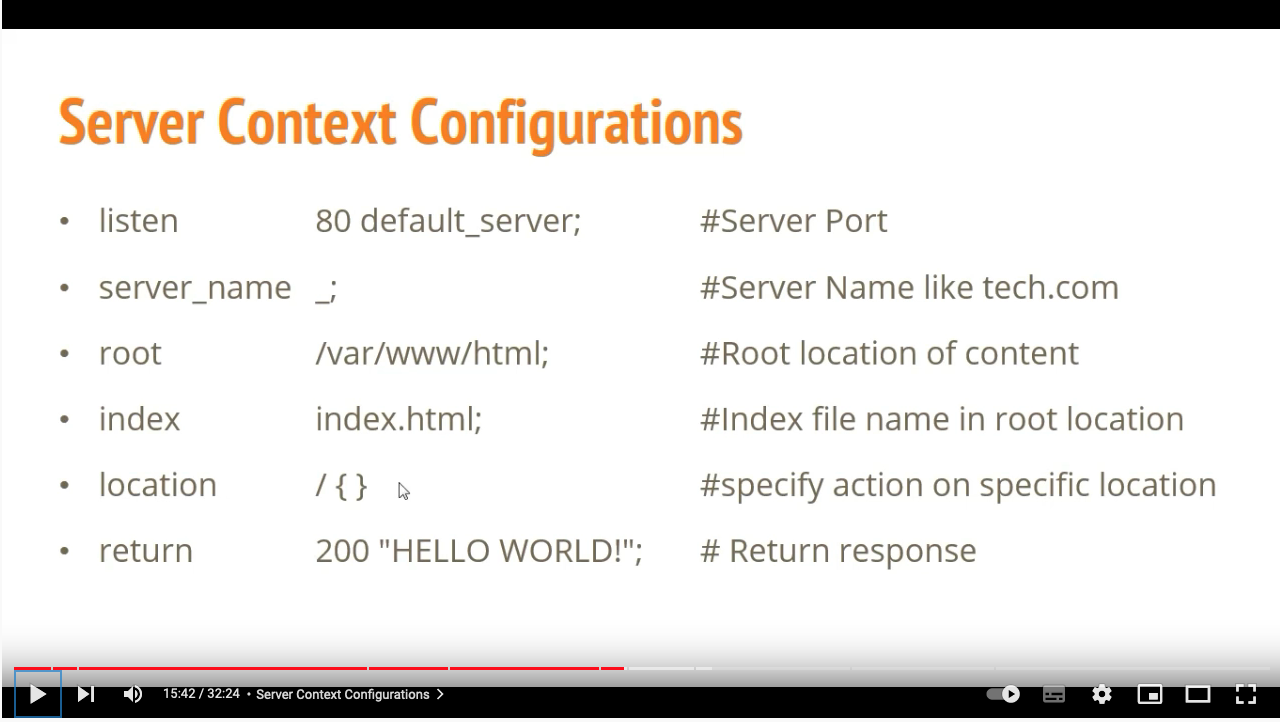 Server Context Configurations
• listen 80 default_server; #Server Port
• server_name _; #Server Name like tech.com
• root /var/www/html; #Root location of content
• index index.html; #Index file name in root location
• location / { } #specify action on specific location
• return 200 "HELLO WORLD!"; # Return response
15:42 / 32:24 • Server Context Configurations